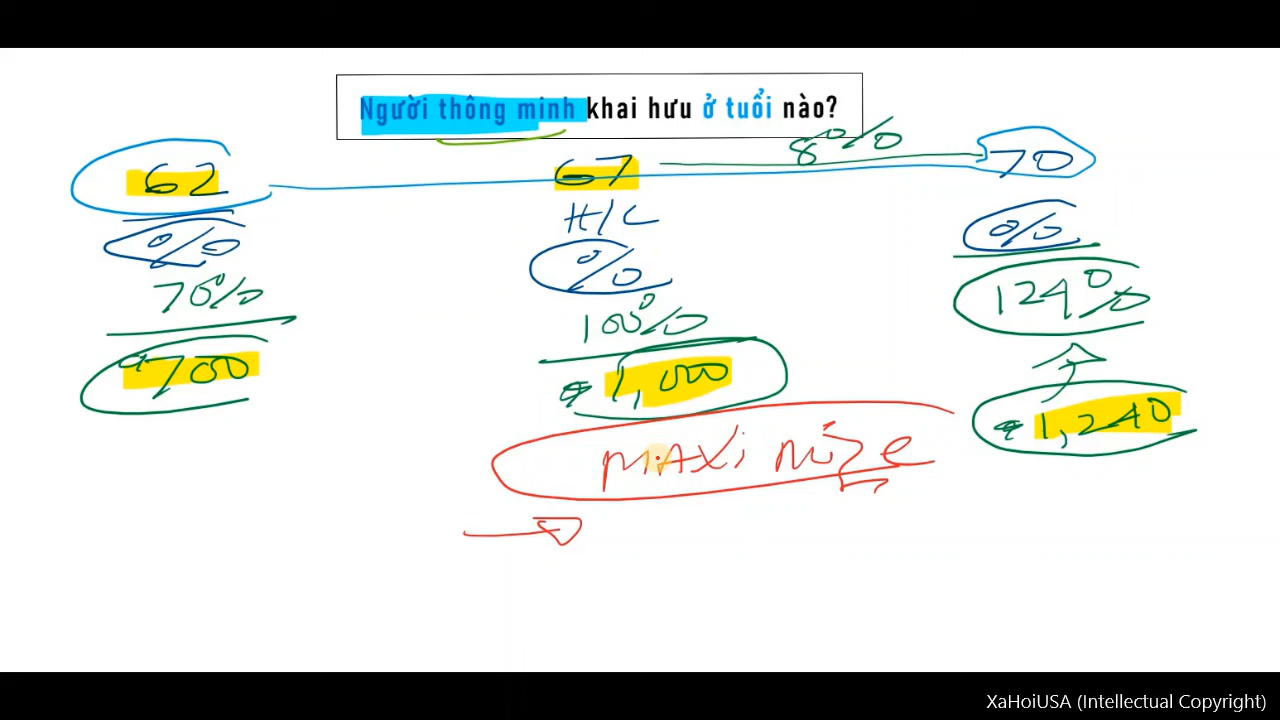 Người thông minh khai hưu ở tuổi nào?
8%
62 67 70
H/C
% % %
70% 100% 124%
$700 $1,000 $1,240
MAXimize
XaHoiUSA (Intellectual Copyright)